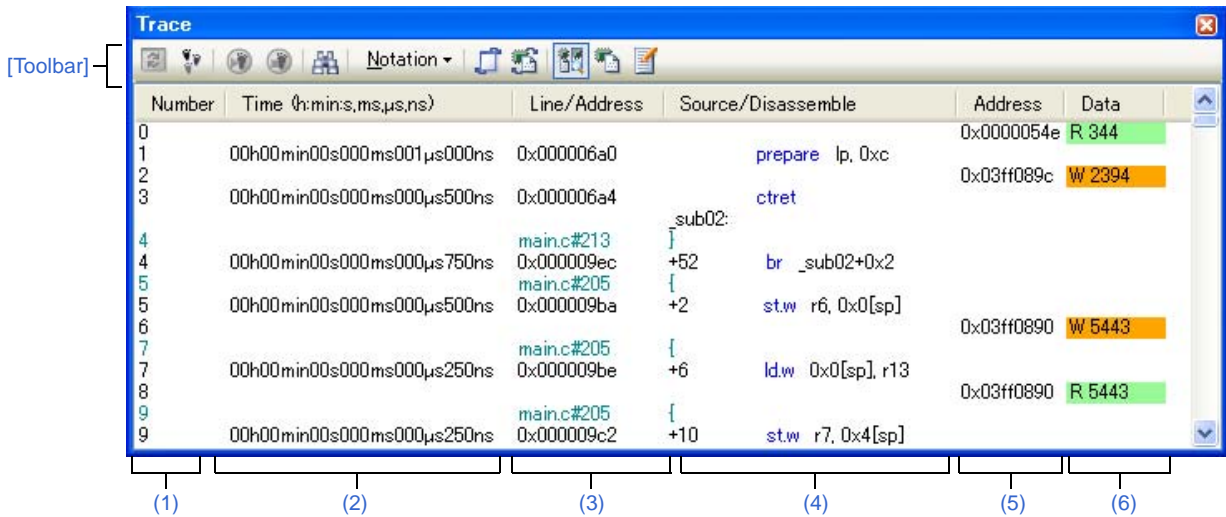 Trace
[Toolbar]
Notation
Number Time (h:min:s,ms,μs,ns) Line/Address Source/Disassemble Address Data
0 0x0000054e R 344
1 00h00min00s000ms001μs000ns 0x000006a0 prepare lp, 0xc
2 0x03ff089c W 2394
3 00h00min00s000ms000μs500ns 0x000006a4 ctret
_sub02:
4 main.c#213 }
4 00h00min00s000ms000μs750ns 0x000009ec +52 br _sub02+0x2
5 main.c#205 {
5 00h00min00s000ms000μs500ns 0x000009ba +2 st.w r6, 0x0[sp]
6 0x03ff0890 W 5443
7 main.c#205 {
7 00h00min00s000ms000μs250ns 0x000009be +6 ld.w 0x0[sp], r13
8 0x03ff0890 R 5443
9 main.c#205 {
9 00h00min00s000ms000μs250ns 0x000009c2 +10 st.w r7, 0x4[sp]
(1) (2) (3) (4) (5) (6)